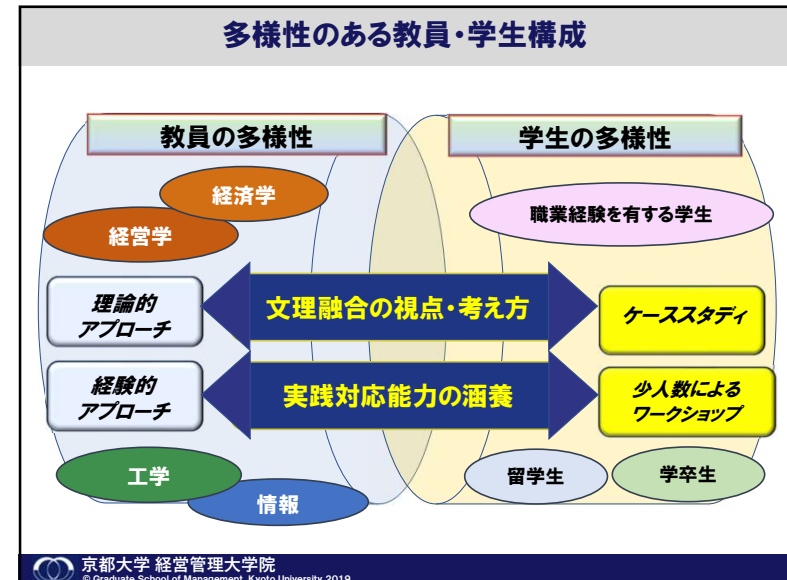 多様性のある教員・学生構成
教員の多様性
学生の多様性
経済学
経営学
職業経験を有する学生
理論的
アプローチ
文理融合の視点・考え方
ケーススタディ
経験的
アプローチ
実践対応能力の涵養
少人数による
ワークショップ
工学
情報
留学生
学卒生
京都大学 経営管理大学院
© Graduate School of Management, Kyoto University 2019